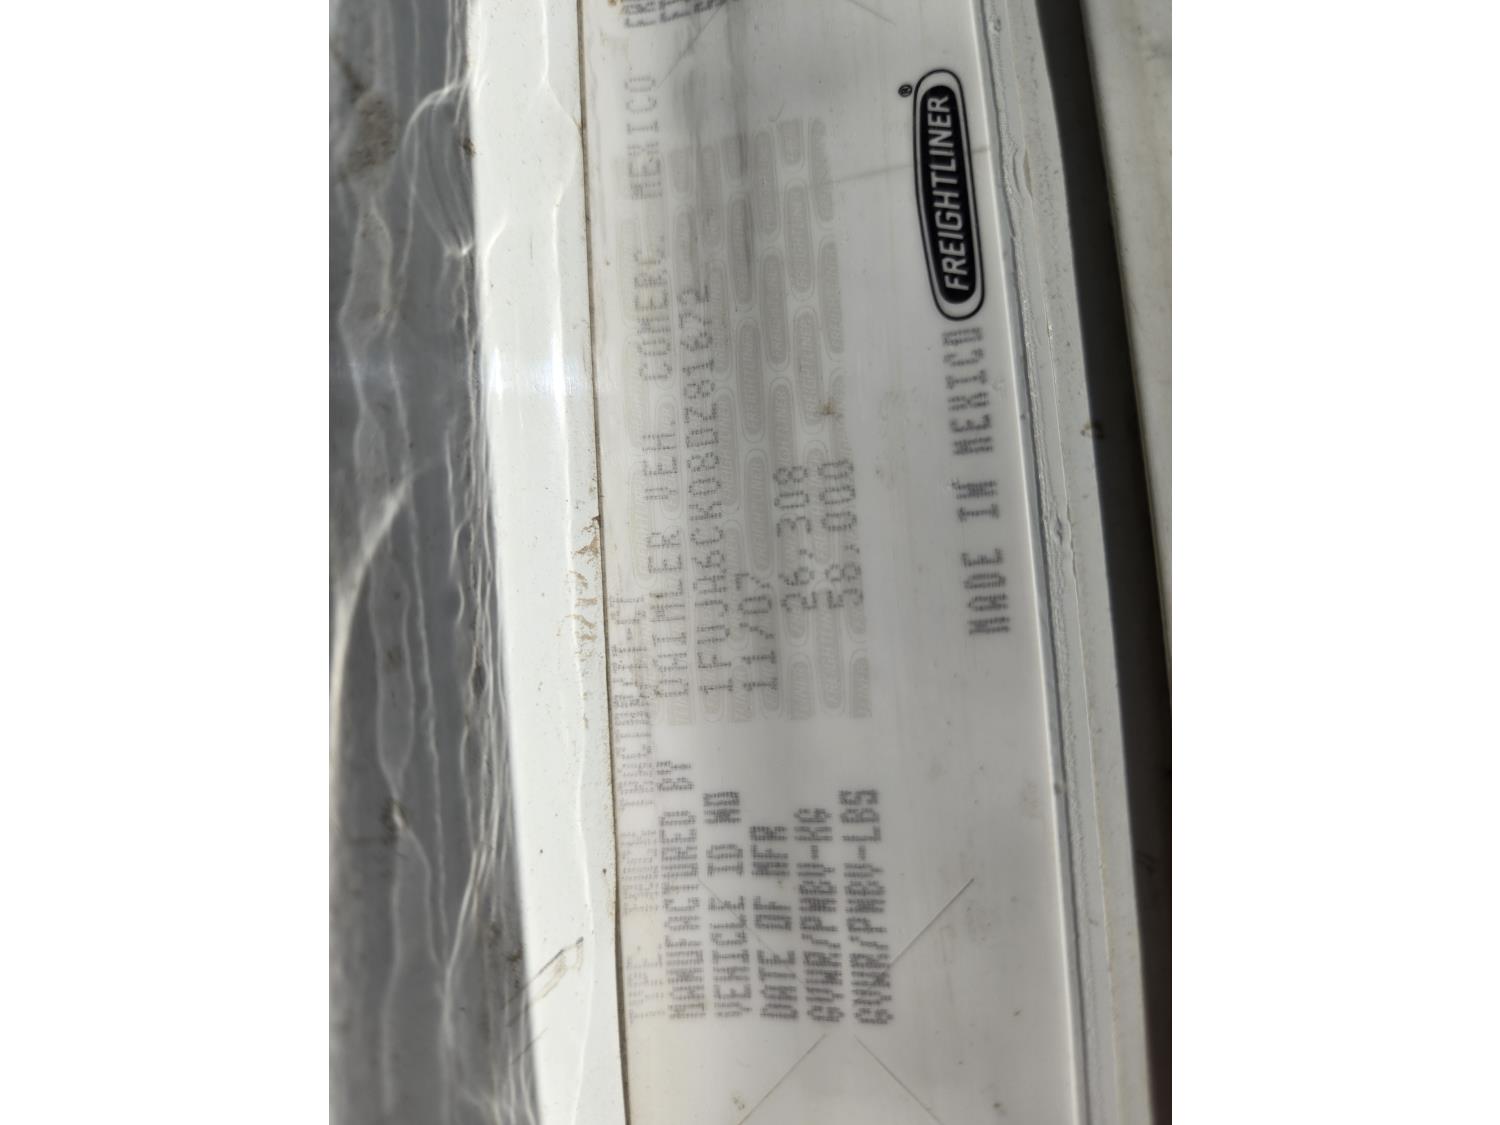 MANUFACTURED BY DAIMLER VEH. COMERC. MEXICO
VEHICLE ID NO 1FUJA6CK08DZ81672
DATE OF MFR 11/07
GVWR/PNBV-KG 26,308
GVWR/PNBV-LBS 58,000
MADE IN MEXICO
FREIGHTLINER®